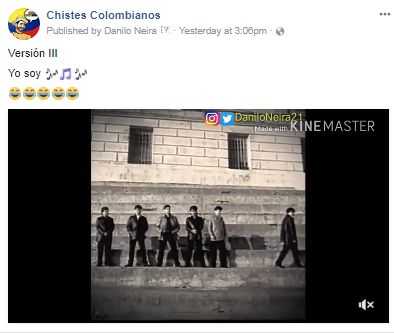 Chistes Colombianos
Published by Danilo Neira [?] · Yesterday at 3:06pm ·
Versión III
Yo soy 🎶🎵🎶
😂😂😂😂😂
DaniloNeira21
Made with KINEMASTER